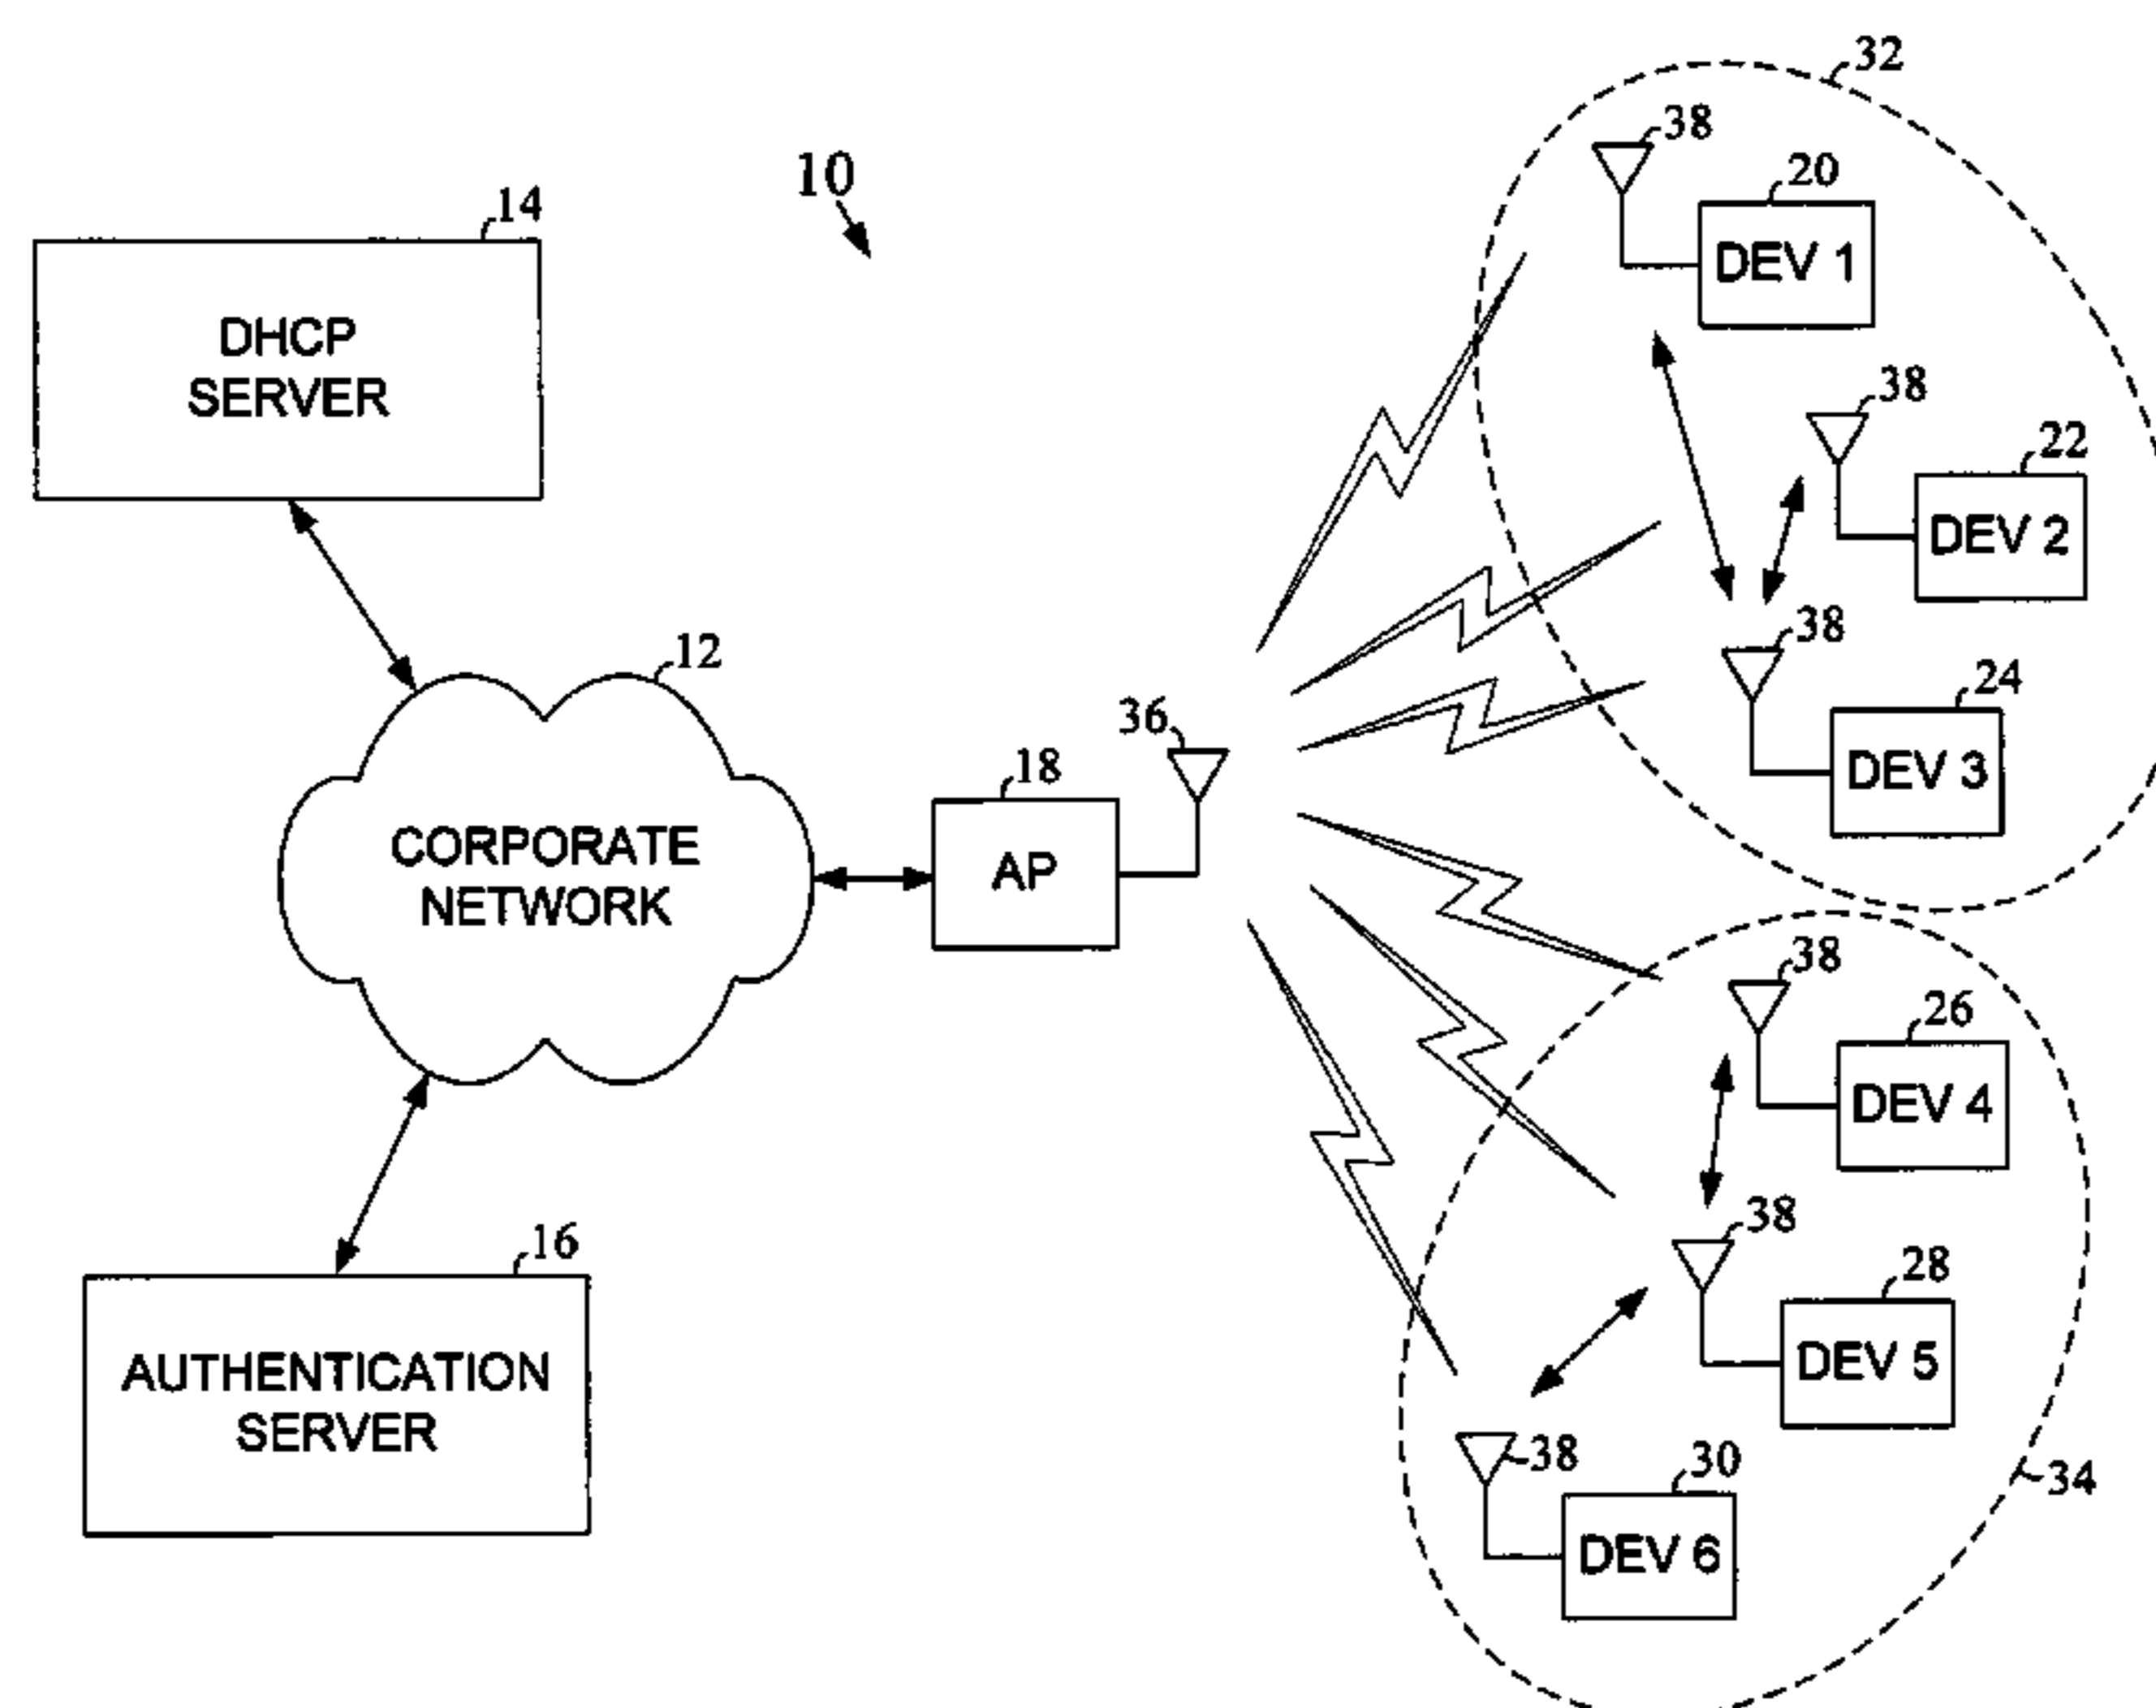 32
38
10
20
14
DEV 1
DHCP
SERVER
38
22
DEV 2
12
38
24
36
18
DEV 3
CORPORATE
NETWORK
AP
38
26
DEV 4
38
16
28
AUTHENTICATION
SERVER
DEV 5
38
30
34
DEV 6